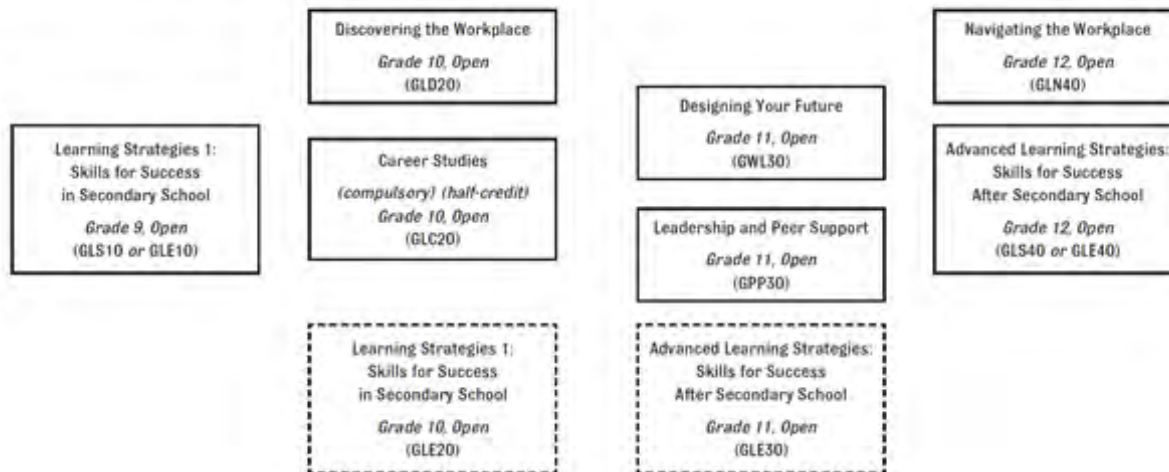 Learning Strategies 1:
Skills for Success
in Secondary School
Grade 9, Open
(GLS10 or GLE10)
Discovering the Workplace
Grade 10, Open
(GLD20)
Career Studies
(compulsory) (half-credit)
Grade 10, Open
(GLC20)
Learning Strategies 1:
Skills for Success
in Secondary School
Grade 10, Open
(GLE20)
Designing Your Future
Grade 11, Open
(GWL30)
Leadership and Peer Support
Grade 11, Open
(GPP30)
Advanced Learning Strategies:
Skills for Success
After Secondary School
Grade 11, Open
(GLE30)
Navigating the Workplace
Grade 12, Open
(GLN40)
Advanced Learning Strategies:
Skills for Success
After Secondary School
Grade 12, Open
(GLS40 or GLE40)